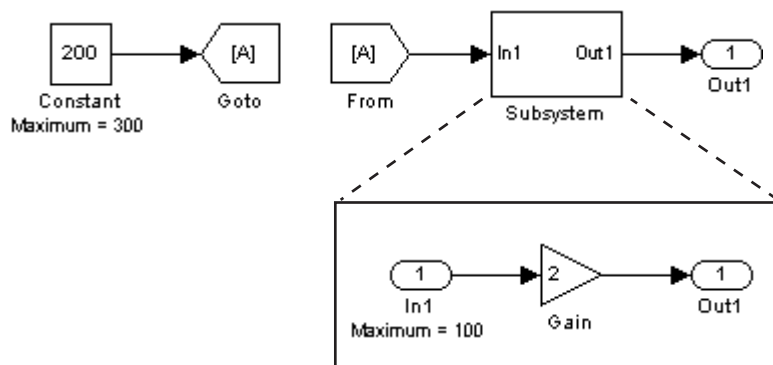 200
Constant
Maximum = 300
[A]
Goto
[A]
From
In1 Out1
Subsystem
1
Out1
1
In1
Maximum = 100
2
Gain
1
Out1